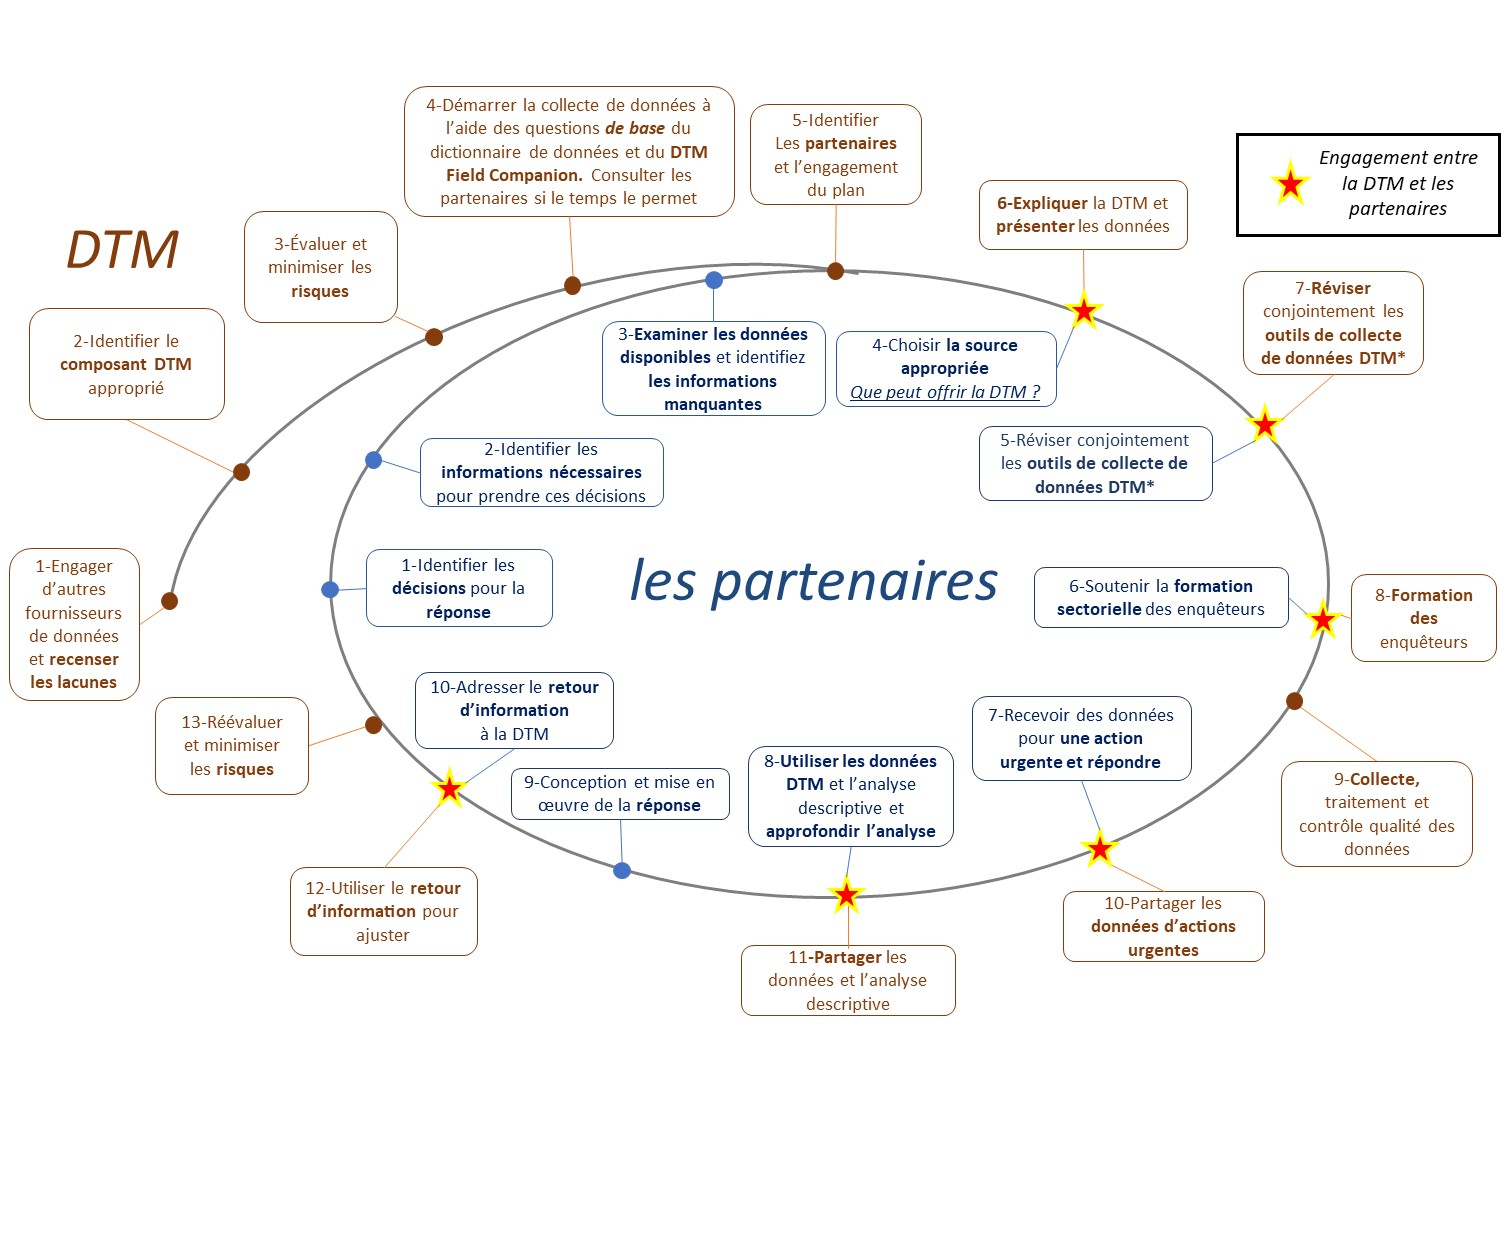 DTM
1-Engager
d’autres
fournisseurs
de données
et recenser
les lacunes
2-Identifier le
composant DTM
approprié
3-Évaluer et
minimiser les
risques
4-Démarrer la collecte de données à
l’aide des questions de base du
dictionnaire de données et du DTM
Field Companion. Consulter les
partenaires si le temps le permet
5-Identifier
Les partenaires
et l’engagement
du plan
6-Expliquer la DTM et
présenter les données
Engagement entre
la DTM et les
partenaires
7-Réviser
conjointement les
outils de collecte
de données DTM*
8-Formation
des
enquêteurs
9-Collecte,
traitement et
contrôle qualité des
données
10-Partager les
données d’actions
urgentes
11-Partager les
données et l’analyse
descriptive
12-Utiliser le retour
d’information pour
ajuster
13-Réévaluer
et minimiser
les risques
les partenaires
1-Identifier les
décisions pour la
réponse
2-Identifier les
informations nécessaires
pour prendre ces décisions
3-Examiner les données
disponibles et identifiez
les informations
manquantes
4-Choisir la source
appropriée
Que peut offrir la DTM ?
5-Réviser conjointement
les outils de collecte de
données DTM*
6-Soutenir la formation
sectorielle des enquêteurs
7-Recevoir des données
pour une action
urgente et répondre
8-Utiliser les données
DTM et l’analyse
descriptive et
approfondir l’analyse
9-Conception et mise en
œuvre de la réponse
10-Adresser le retour
d’information
à la DTM